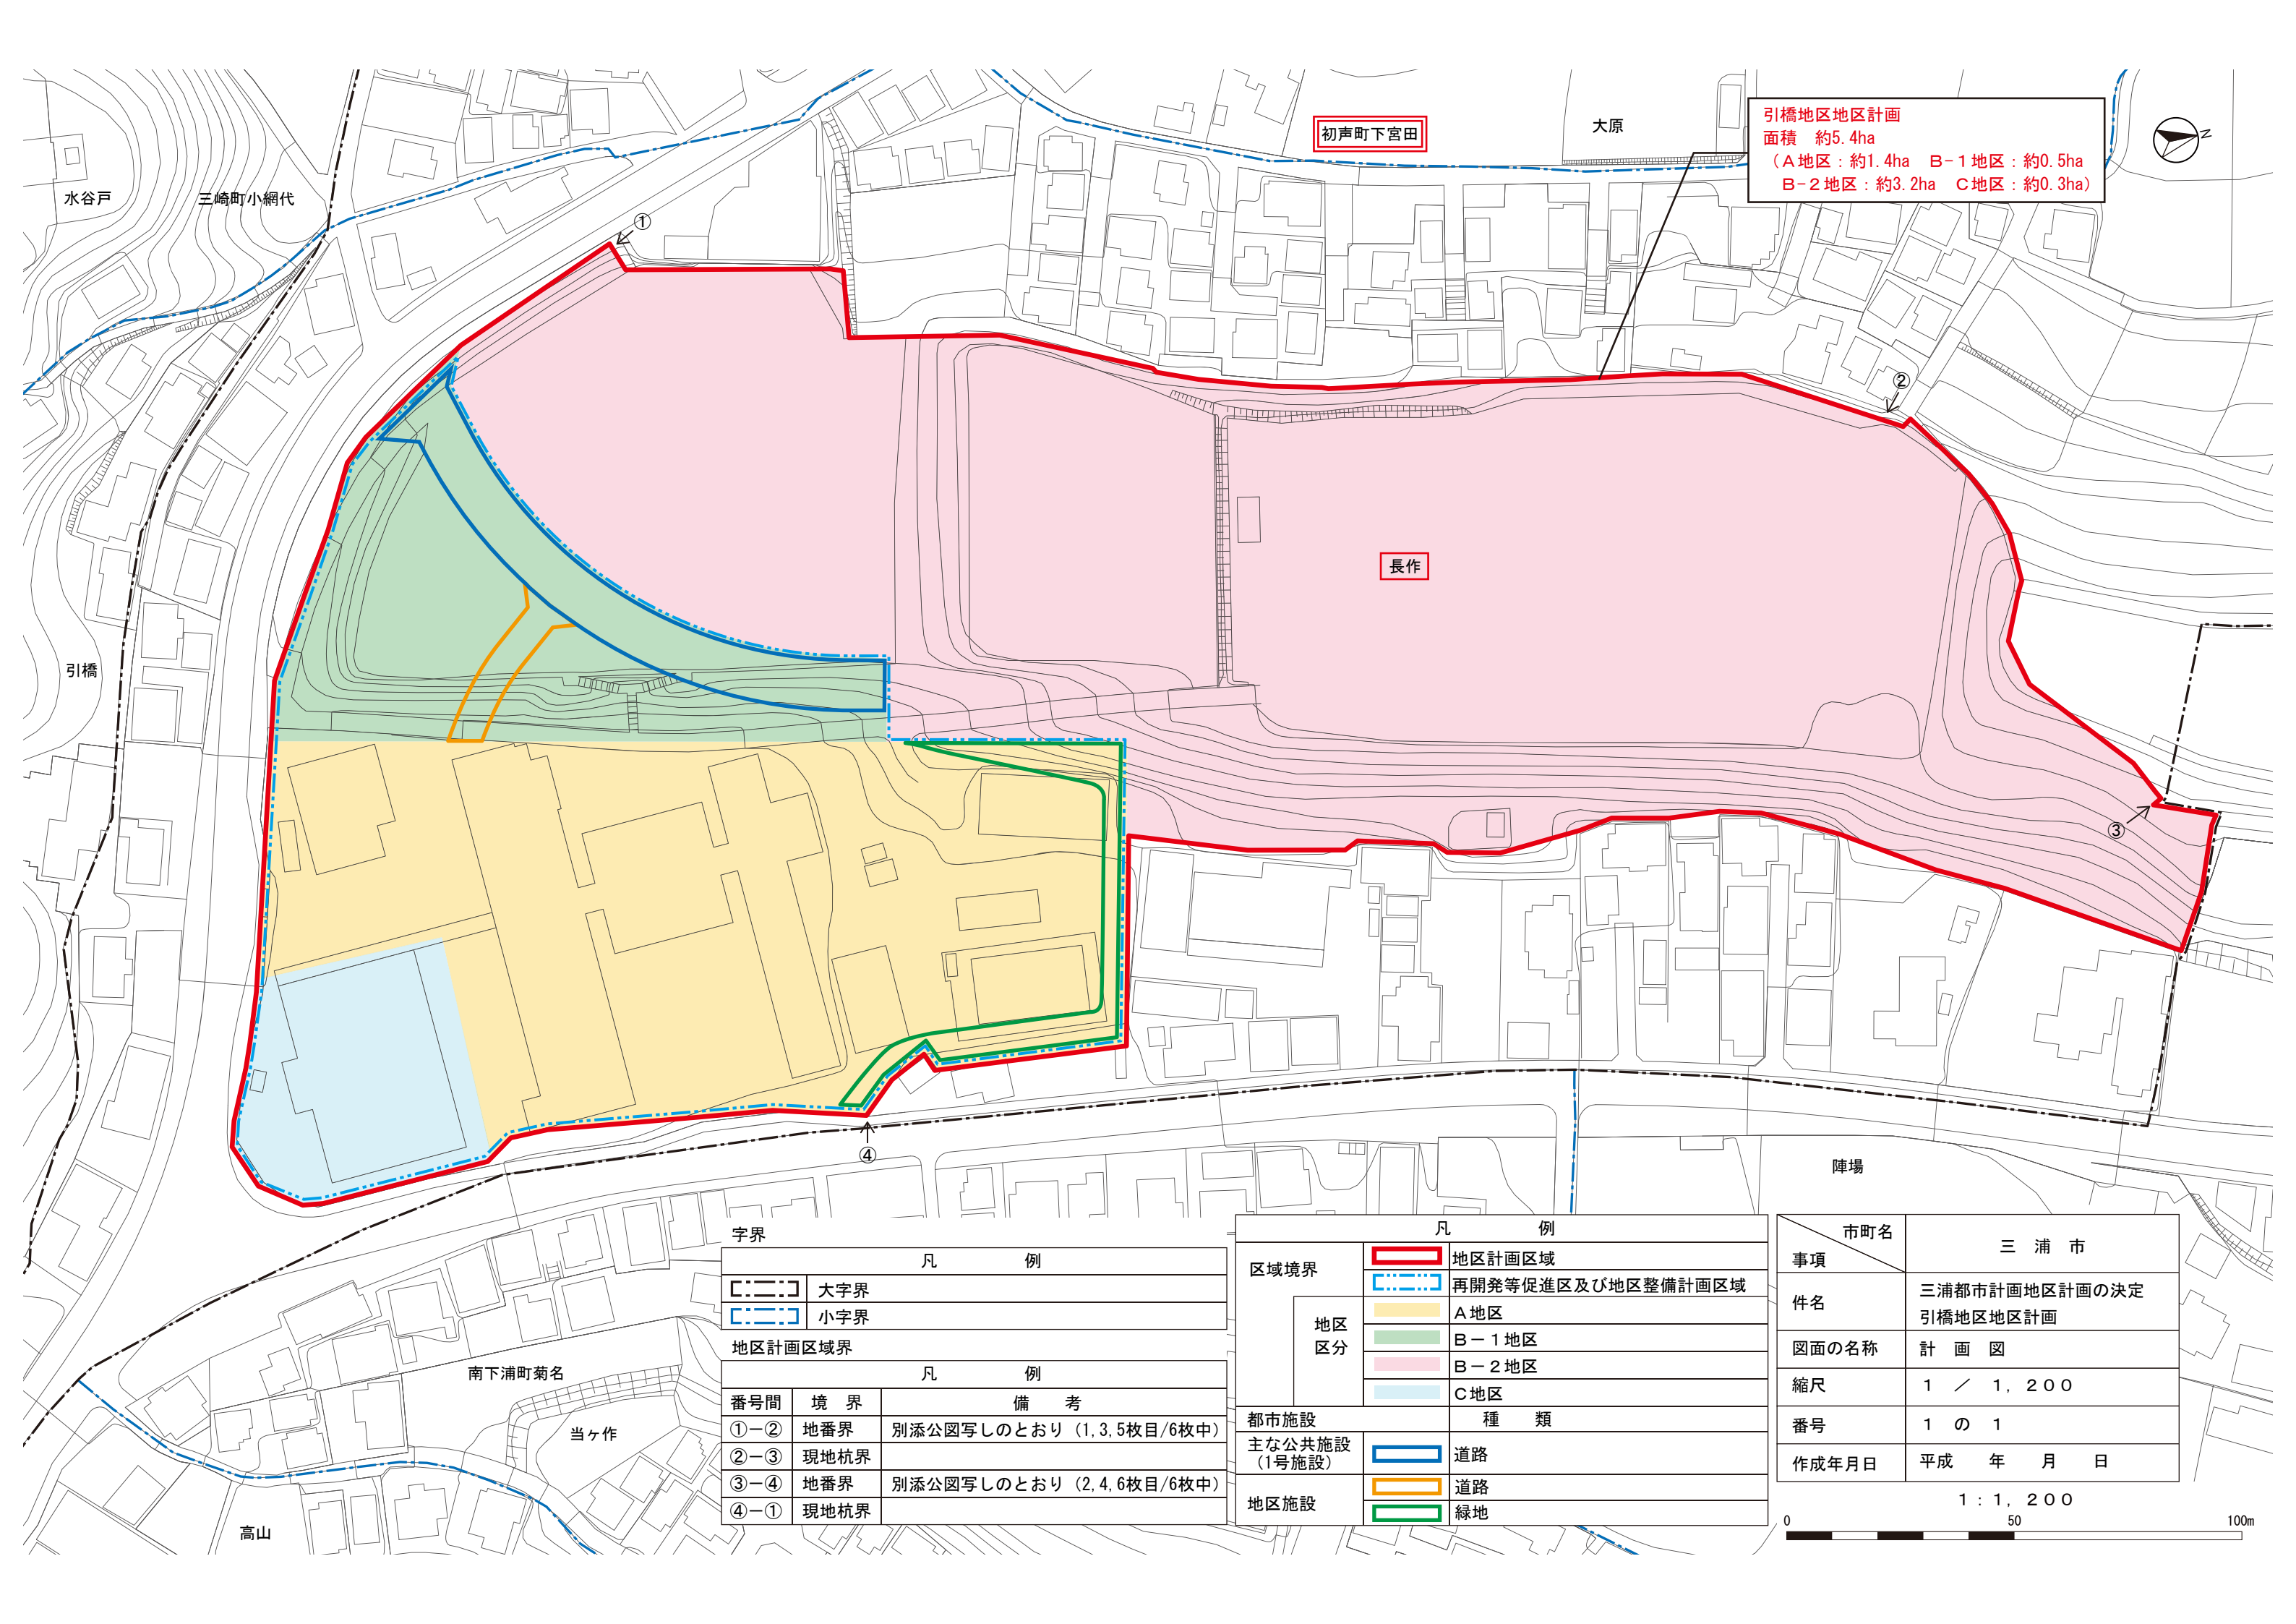 初声町下宮田
大原
引橋地区地区計画
面積　約5.4ha
（A地区：約1.4ha　B−1地区：約0.5ha
B−2地区：約3.2ha　C地区：約0.3ha）
N
水谷戸
三崎町小網代
①
②
長作
引橋
③
④
陣場
南下浦町菊名
当ヶ作
高山
字界
凡　例
大字界
小字界
地区計画区域界
凡　例
番号間　境　界　備　考
①−②　地番界　別添公図写しのとおり（1,3,5枚目/6枚中）
②−③　現地杭界
③−④　地番界　別添公図写しのとおり（2,4,6枚目/6枚中）
④−①　現地杭界
凡　例
区域境界　地区計画区域
再開発等促進区及び地区整備計画区域
地区区分　A地区
B−1地区
B−2地区
C地区
都市施設　種　類
主な公共施設（1号施設）　道路
地区施設　道路
緑地
市町名
事項　三　浦　市
件名　三浦都市計画地区計画の決定
引橋地区地区計画
図面の名称　計　画　図
縮尺　1　／　1,200
番号　1　の　1
作成年月日　平成　年　月　日
1：1,200
0　50　100m